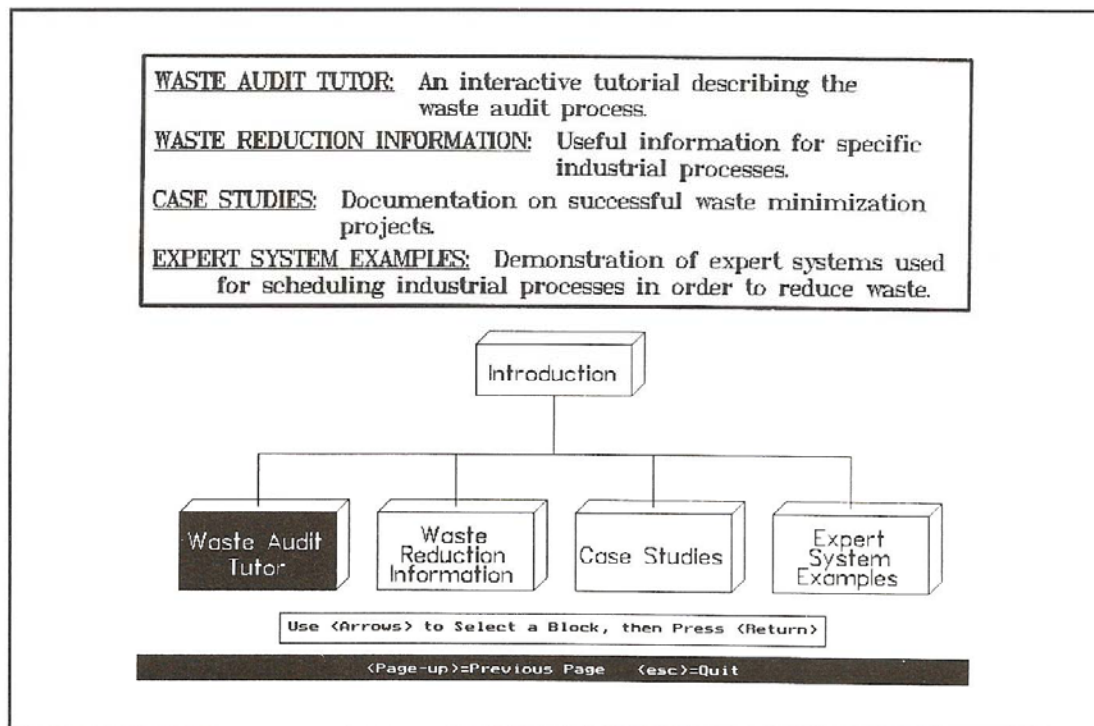 WASTE AUDIT TUTOR: An interactive tutorial describing the
waste audit process.
WASTE REDUCTION INFORMATION: Useful information for specific
industrial processes.
CASE STUDIES: Documentation on successful waste minimization
projects.
EXPERT SYSTEM EXAMPLES: Demonstration of expert systems used
for scheduling industrial processes in order to reduce waste.
Introduction
Waste Audit
Tutor
Waste
Reduction
Information
Case Studies
Expert
System
Examples
Use <Arrows> to Select a Block, then Press <Return>
<Page-up>=Previous Page <esc>=Quit